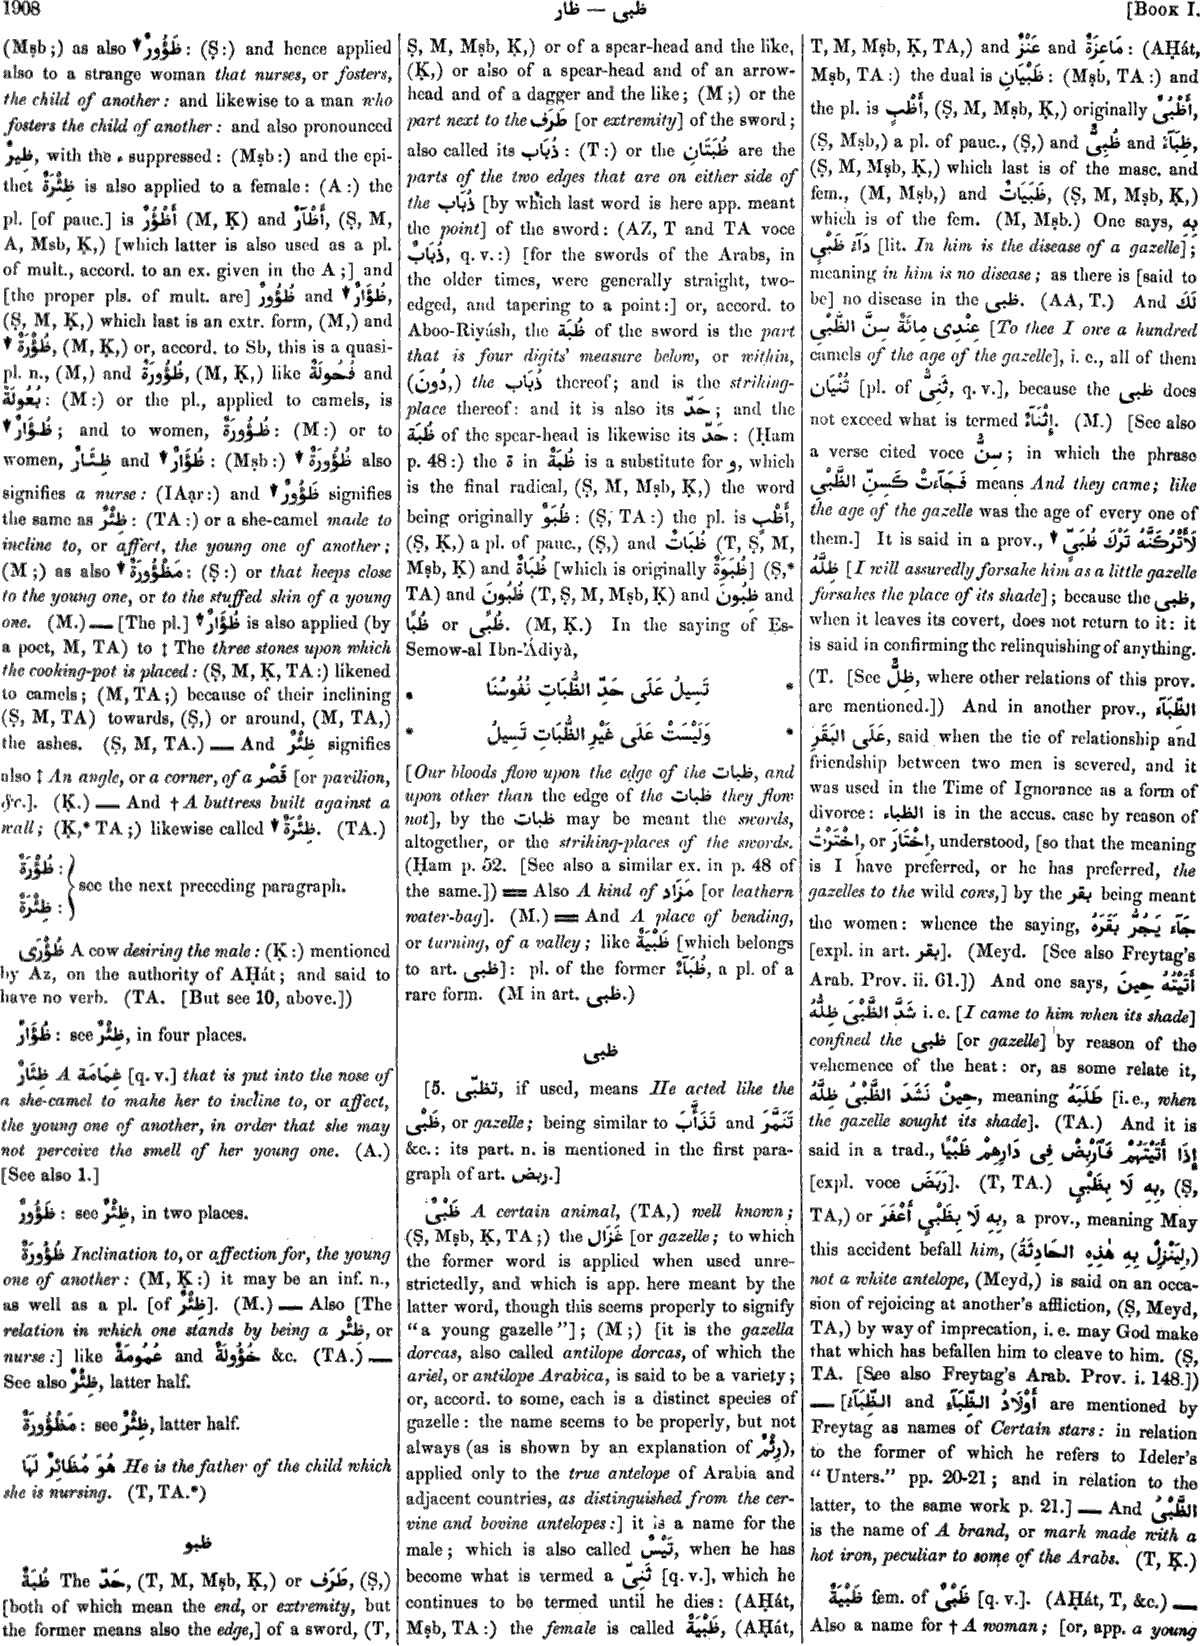 1908
ظبى — ظأر
[BOOK I.
(Mṣb;) as also ↓ ظَؤُورٌ: (Ṣ:) and hence applied
also to a strange woman that nurses, or fosters,
the child of another: and likewise to a man who
fosters the child of another: and also pronounced
ظِيرٌ, with the ء suppressed: (Mṣb:) and the epi-
thet ظِئْرَةٌ is also applied to a female: (A:) the
pl. [of pauc.] is أَظْؤُرٌ (M, Ḳ) and أَظْآرٌ, (Ṣ, M,
A, Mṣb, Ḳ,) [which latter is also used as a pl.
of mult., accord. to an ex. given in the A;] and
[the proper pls. of mult. are] ظُؤُورٌ and ↓ ظُؤَارٌ,
(Ṣ, M, Ḳ,) which last is an extr. form, (M,) and
↓ ظُؤْرَةٌ, (M, Ḳ,) or, accord. to Sb, this is a quasi-
pl. n., (M,) and ظُؤُورَةٌ, (M, Ḳ,) like فُحُولَةٌ and
بُعُولَةٌ: (M:) or the pl., applied to camels, is
↓ ظُؤَارٌ; and to women, ظُؤُورَةٌ: (M:) or to
women, ظِئَارٌ and ↓ ظُؤَارٌ: (Mṣb:) ↓ ظُؤُورَةٌ also
signifies a nurse: (IAạr:) and ↓ ظَؤُورٌ signifies
the same as ظِئْرٌ: (TA:) or a she-camel made to
incline to, or affect, the young one of another;
(M;) as also ↓ مَظْؤُورَةٌ: (Ṣ:) or that keeps close
to the young one, or to the stuffed skin of a young
one. (M.) — [The pl.] ↓ ظُؤَارٌ is also applied (by
a poet, M, TA) to ‡ The three stones upon which
the cooking-pot is placed: (Ṣ, M, Ḳ, TA:) likened
to camels; (M, TA;) because of their inclining
(Ṣ, M, TA) towards, (Ṣ,) or around, (M, TA,)
the ashes. (Ṣ, M, TA.) — And ظِئْرٌ signifies
also ‡ An angle, or a corner, of a قَصْر [or pavilion,
&c.]. (Ḳ.) — And † A buttress built against a
wall; (Ḳ,* TA;) likewise called ↓ ظِئْرَةٌ. (TA.)
ظُؤْرَةٌ:
see the next preceding paragraph.
ظِئْرَةٌ:
ظُؤْرَى A cow desiring the male: (Ḳ:) mentioned
by Az, on the authority of AḤát; and said to
have no verb. (TA. [But see 10, above.])
ظُؤَارٌ: see ظِئْرٌ, in four places.
ظِئَارٌ A غِمَامَة [q. v.] that is put into the nose of
a she-camel to make her to incline to, or affect,
the young one of another, in order that she may
not perceive the smell of her young one. (A.)
[See also 1.]
ظَؤُورٌ: see ظِئْرٌ, in two places.
ظُؤُورَةٌ Inclination to, or affection for, the young
one of another: (M, Ḳ:) it may be an inf. n.,
as well as a pl. [of ظِئْرٌ]. (M.) — Also [The
relation in which one stands by being a ظِئْر, or
nurse:] like عُمُومَةٌ and خُؤُولَةٌ &c. (TA.) —
See also ظِئْرٌ, latter half.
مَظْؤُورَةٌ: see ظِئْرٌ, latter half.
هُوَ مُظَائِرٌ لَهَا He is the father of the child which
she is nursing. (T, TA.*)
ظبو
ظُبَةٌ The حَدّ, (T, M, Mṣb, Ḳ,) or طَرَف, (Ṣ,)
[both of which mean the end, or extremity, but
the former means also the edge,] of a sword, (T,
Ṣ, M, Mṣb, Ḳ,) or of a spear-head and the like,
(Ḳ,) or also of a spear-head and of an arrow-
head and of a dagger and the like; (M;) or the
part next to the طَرَف [or extremity] of the sword;
also called its ذُبَاب: (T:) or the ظُبَتَانِ are the
parts of the two edges that are on either side of
the ذُبَاب [by which last word is here app. meant
the point] of the sword: (AZ, T and TA voce
ذُبَابٌ, q. v.:) [for the swords of the Arabs, in
the older times, were generally straight, two-
edged, and tapering to a point:] or, accord. to
Aboo-Riyásh, the ظُبَة of the sword is the part
that is four digits' measure below, or within,
(دُونَ,) the ذُبَاب thereof; and is the striking-
place thereof: and it is also its حَدّ; and the
ظُبَة of the spear-head is likewise its حَدّ: (Ḥam
p. 48:) the ة in ظُبَةٌ is a substitute for و, which
is the final radical, (Ṣ, M, Mṣb, Ḳ,) the word
being originally ظُبَوٌ: (Ṣ, TA:) the pl. is أَظْبٍ,
(Ṣ, Ḳ,) a pl. of pauc., (Ṣ,) and ظُبَاتٌ (T, Ṣ, M,
Mṣb, Ḳ) and ظُبَاةٌ [which is originally ظُبَوَةٌ] (Ṣ,*
TA) and ظُبُونَ (T, Ṣ, M, Mṣb, Ḳ) and ظِبُونَ and
ظُبًا or ظُبًى. (M, Ḳ.) In the saying of Es-
Semow-al Ibn-'Ádiyà,
* تَسِيلُ عَلَى حَدِّ الظُّبَاتِ نُفُوسُنَا *
* وَلَيْسَتْ عَلَى غَيْرِ الظُّبَاتِ تَسِيلُ *
[Our bloods flow upon the edge of the ظبات, and
upon other than the edge of the ظبات they flow
not], by the ظبات may be meant the swords,
altogether, or the striking-places of the swords.
(Ḥam p. 52. [See also a similar ex. in p. 48 of
the same.]) == Also A kind of مَزَاد [or leathern
water-bag]. (M.) == And A place of bending,
or turning, of a valley; like ظَبْيَةٌ [which belongs
to art. ظبى]: pl. of the former ظُبَآءٌ, a pl. of a
rare form. (M in art. ظبى.)
ظبى
[5. تظبّى, if used, means He acted like the
ظَبْى, or gazelle; being similar to تَذَأَّبَ and تَنَمَّرَ
&c.: its part. n. is mentioned in the first para-
graph of art. ربض.]
ظَبْىٌ A certain animal, (TA,) well known;
(Ṣ, Mṣb, Ḳ, TA;) the غَزَال [or gazelle; to which
the former word is applied when used unre-
strictedly, and which is app. here meant by the
latter word, though this seems properly to signify
"a young gazelle"]; (M;) [it is the gazella
dorcas, also called antilope dorcas, of which the
ariel, or antilope Arabica, is said to be a variety;
or, accord. to some, each is a distinct species of
gazelle: the name seems to be properly, but not
always (as is shown by an explanation of رِئْمٌ),
applied only to the true antelope of Arabia and
adjacent countries, as distinguished from the cer-
vine and bovine antelopes:] it is a name for the
male; which is also called تَيْسٌ, when he has
become what is termed a ثَنِىّ [q. v.], which he
continues to be termed until he dies: (AḤát,
Mṣb, TA:) the female is called ظَبْيَةٌ, (AḤát,
T, M, Mṣb, Ḳ, TA,) and عَنْزٌ and مَاعِزَةٌ: (AḤát,
Mṣb, TA:) the dual is ظَبْيَانِ: (Mṣb, TA:) and
the pl. is أَظْبٍ, (Ṣ, M, Mṣb, Ḳ,) originally أَظْبُىٌ,
(Ṣ, Mṣb,) a pl. of pauc., (Ṣ,) and ظُبِىٌّ and ظِبَآءٌ,
(Ṣ, M, Mṣb, Ḳ,) which last is of the masc. and
fem., (M, Mṣb,) and ظَبَيَاتٌ, (Ṣ, M, Mṣb, Ḳ,)
which is of the fem. (M, Mṣb.) One says, بِهِ
دَآءُ ظَبْىٍ [lit. In him is the disease of a gazelle];
meaning in him is no disease; as there is [said to
be] no disease in the ظبى. (AA, T.) And لَكَ
عِنْدِى مِائَةٌ سِنَّ الظَّبْىِ [To thee I owe a hundred
camels of the age of the gazelle], i. e., all of them
ثُنْيَان [pl. of ثَنِىٌّ, q. v.], because the ظبى does
not exceed what is termed إِثْنَآءٌ. (M.) [See also
a verse cited voce سِنٌّ; in which the phrase
فَجَآءَتْ كَسِنِّ الظَّبْىِ means And they came; like
the age of the gazelle was the age of every one of
them.] It is said in a prov., ↓ لَأَتْرُكَنَّهُ تَرْكَ ظُبَىٍّ
ظِلَّهُ [I will assuredly forsake him as a little gazelle
forsakes the place of its shade]; because the ظبى,
when it leaves its covert, does not return to it: it
is said in confirming the relinquishing of anything.
(T. [See ظِلٌّ, where other relations of this prov.
are mentioned.]) And in another prov., الظِّبَآءَ
عَلَى البَقَرِ, said when the tie of relationship and
friendship between two men is severed, and it
was used in the Time of Ignorance as a form of
divorce: الظباء is in the accus. case by reason of
اِخْتَرْتُ, or اِخْتَارَ, understood, [so that the meaning
is I have preferred, or he has preferred, the
gazelles to the wild cows,] by the بقر being meant
the women: whence the saying, جَآءَ يَجُرُّ بَقَرَهُ
[expl. in art. بقر]. (Meyd. [See also Freytag's
Arab. Prov. ii. 61.]) And one says, أَتَيْتُهُ حِينَ
شَدَّ الظَّبْىَ ظِلُّهُ i. e. [I came to him when its shade]
confined the ظبى [or gazelle] by reason of the
vehemence of the heat: or, as some relate it,
حِينَ نَشَدَ الظَّبْىُ ظِلَّهُ, meaning طَلَبَهُ [i. e., when
the gazelle sought its shade]. (TA.) And it is
said in a trad., إِذَا أَتَيْتَهُمْ فَٱرْبِضْ فِى دَارِهِمْ ظَبْيًا
[expl. voce رَبَضَ]. (T, TA.) بِهِ لَا بِظَبْىٍ, (Ṣ,
TA,) or بِهِ لَا بِظَبْىٍ أَعْفَرَ, a prov., meaning May
this accident befall him, (لِيَنْزِلْ بِهِ هٰذِهِ الحَادِثَةُ,)
not a white antelope, (Meyd,) is said on an occa-
sion of rejoicing at another's affliction, (Ṣ, Meyd,
TA,) by way of imprecation, i. e. may God make
that which has befallen him to cleave to him. (Ṣ,
TA. [See also Freytag's Arab. Prov. i. 148.])
— [الظِّبَآءُ and أَوْلَادُ الظِّبَآءِ are mentioned by
Freytag as names of Certain stars: in relation
to the former of which he refers to Ideler's
"Unters." pp. 20-21; and in relation to the
latter, to the same work p. 21.] — And الظَّبْىُ
is the name of A brand, or mark made with a
hot iron, peculiar to some of the Arabs. (T, Ḳ.)
ظَبْيَةٌ fem. of ظَبْىٌ [q. v.]. (AḤát, T, &c.) —
Also a name for † A woman; [or, app. a young